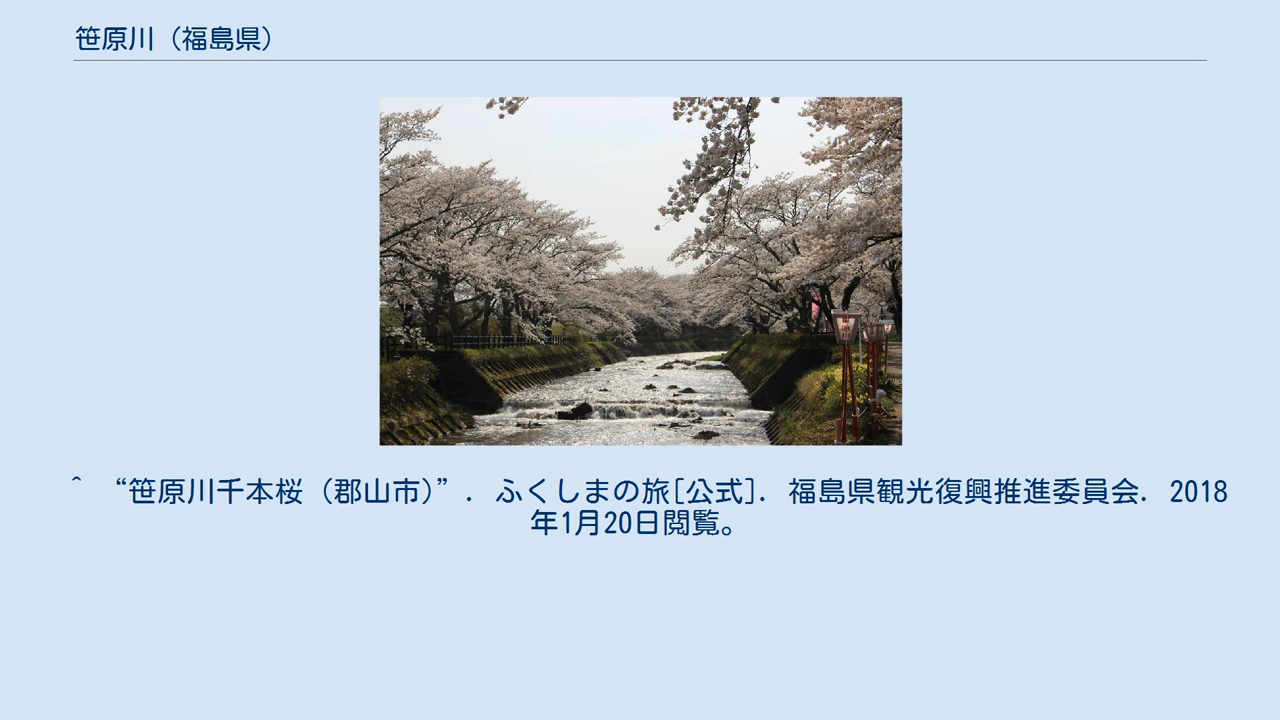 笹原川（福島県）
^ “笹原川千本桜（郡山市）”. ふくしまの旅[公式]. 福島県観光復興推進委員会. 2018
年1月20日閲覧。